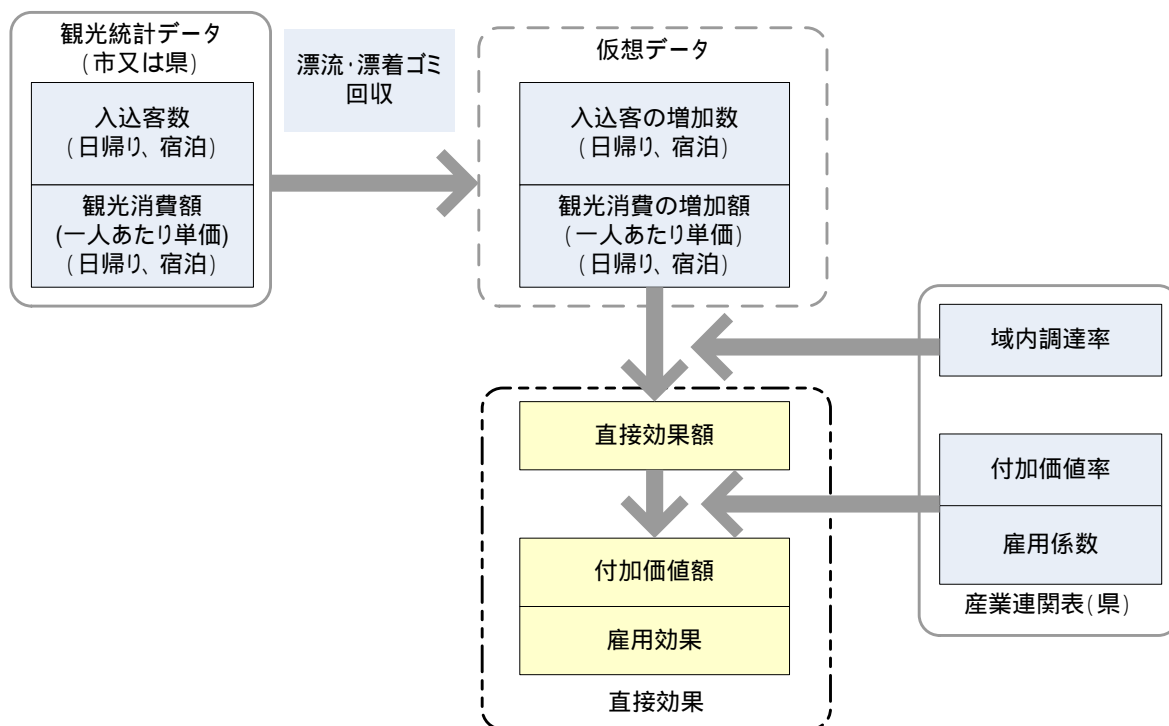 観光統計データ
(市又は県)
入込客数
(日帰り、宿泊)
観光消費額
(一人あたり単価)
(日帰り、宿泊)
漂流・漂着ゴミ
回収
仮想データ
入込客の増加数
(日帰り、宿泊)
観光消費の増加額
(一人あたり単価)
(日帰り、宿泊)
域内調達率
直接効果額
付加価値率
雇用係数
産業連関表(県)
付加価値額
雇用効果
直接効果